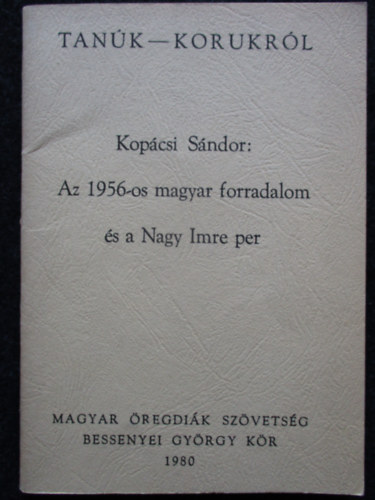 TANÚK—KORUKRÓL
Kopácsi Sándor:
Az 1956-os magyar forradalom
és a Nagy Imre per
MAGYAR ÖREGDIÁK SZÖVETSÉG
BESSENYEI GYÖRGY KÖR
1980